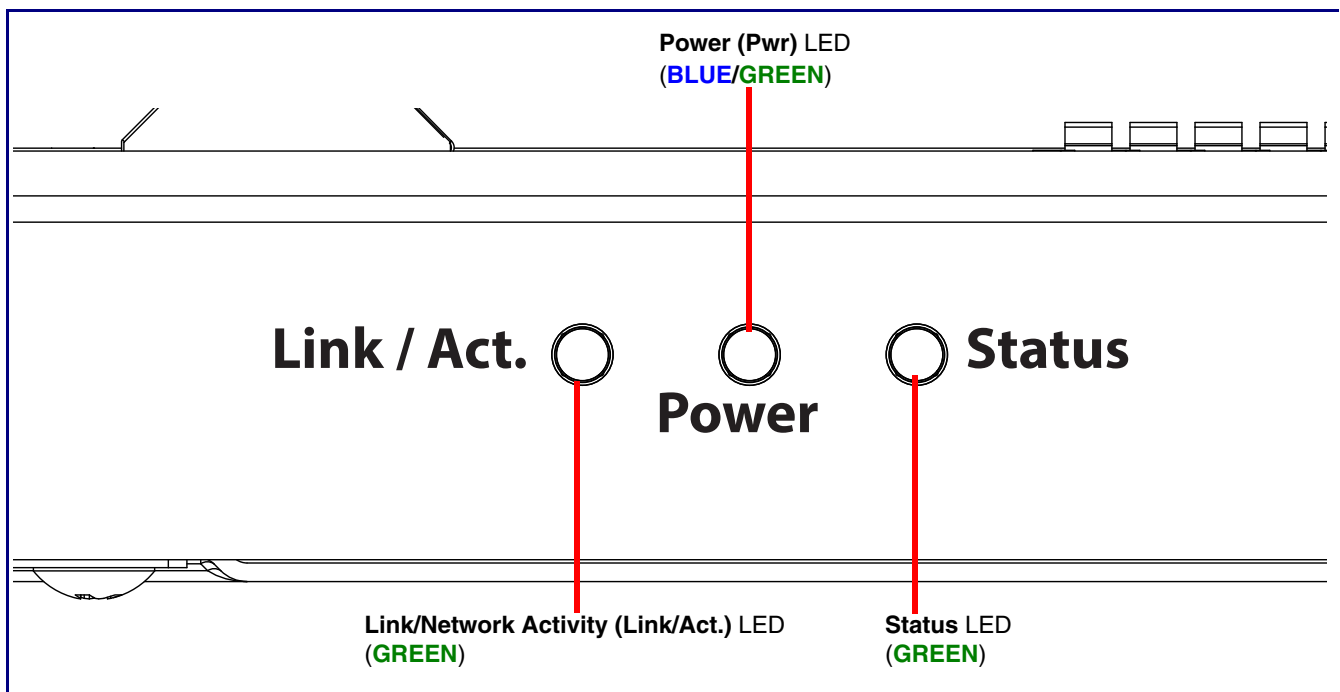 Power (Pwr) LED
(BLUE/GREEN)
Link / Act.
Status
Power
Link/Network Activity (Link/Act.) LED
(GREEN)
Status LED
(GREEN)